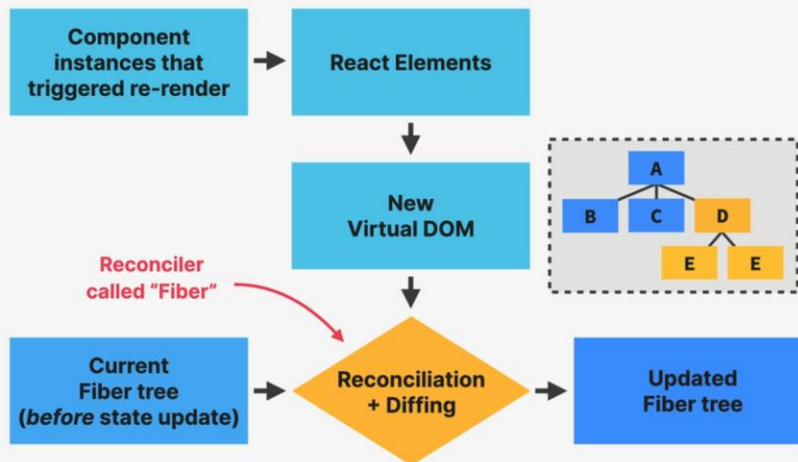 Component
instances that
triggered re-render
React Elements
New
Virtual DOM
A
B
C
D
E
E
Reconciler
called “Fiber”
Current
Fiber tree
(before state update)
Reconciliation
+ Diffing
Updated
Fiber tree